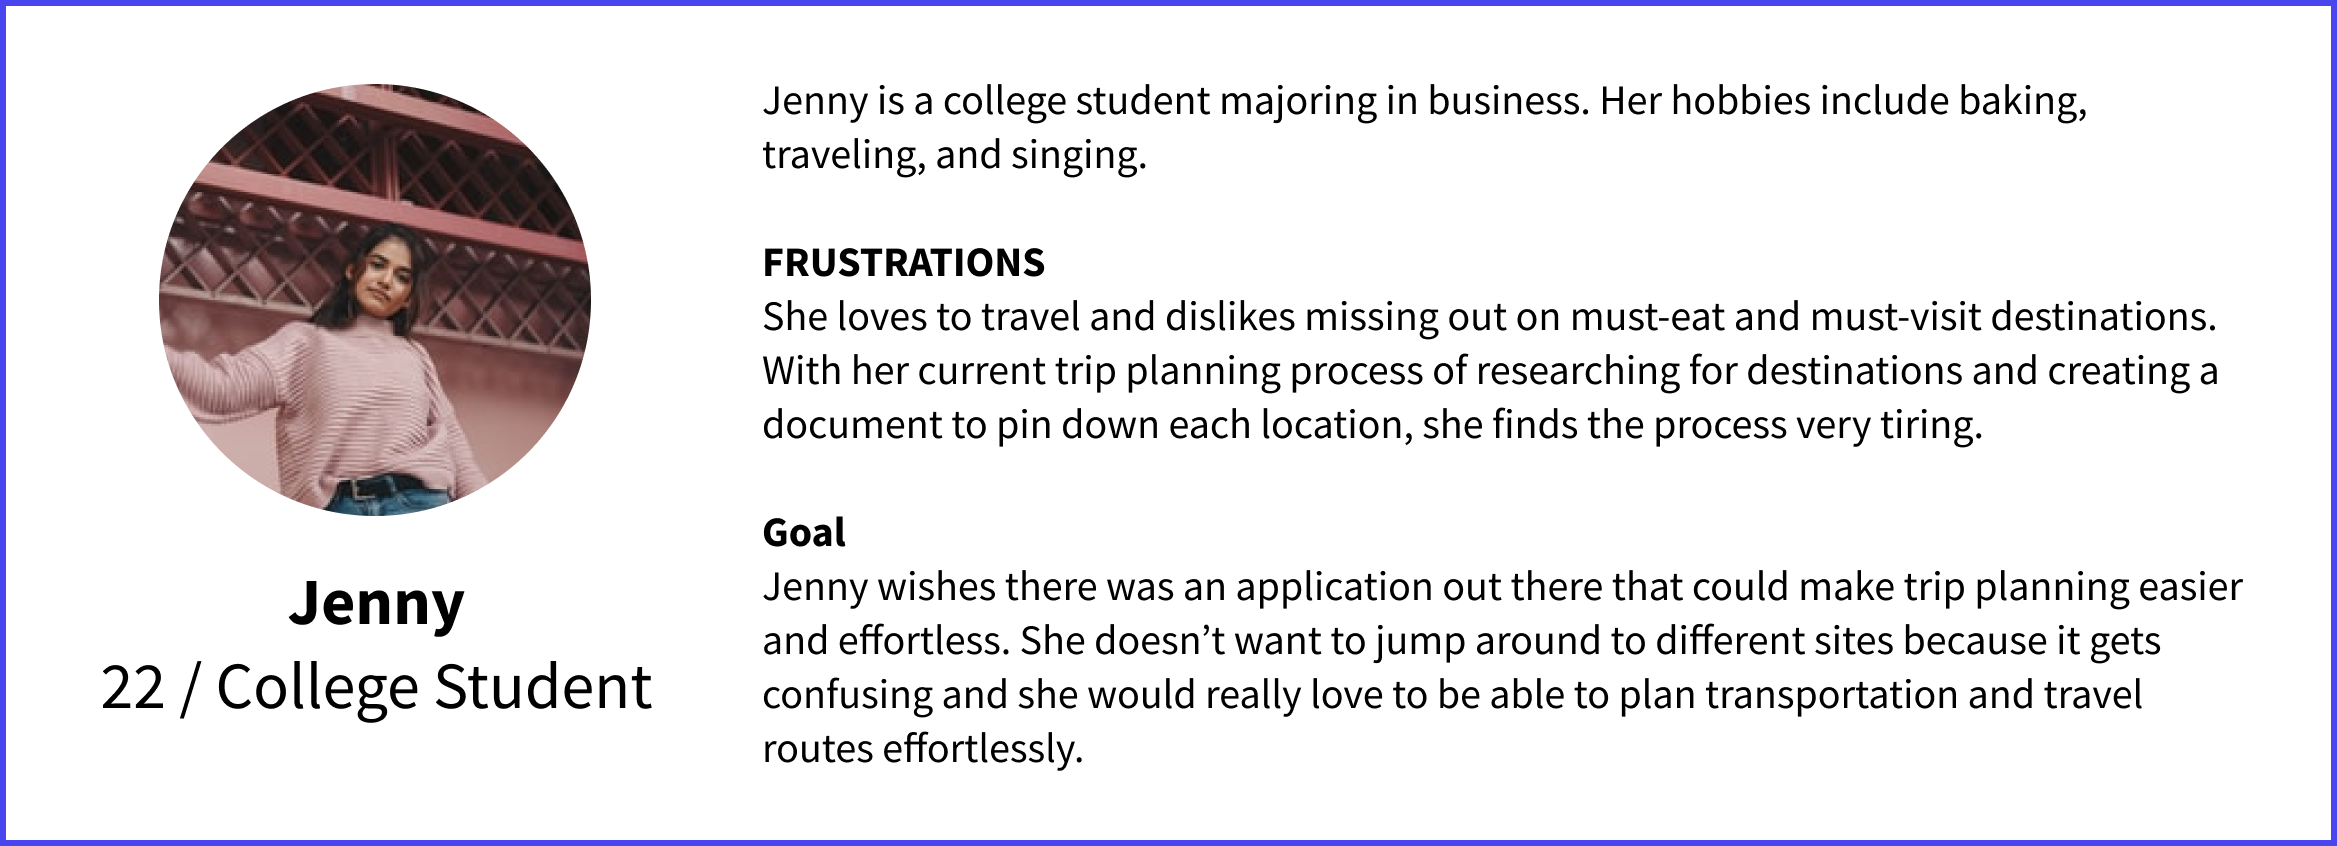 Jenny
22 / College Student
Jenny is a college student majoring in business. Her hobbies include baking,
traveling, and singing.
FRUSTRATIONS
She loves to travel and dislikes missing out on must-eat and must-visit destinations.
With her current trip planning process of researching for destinations and creating a
document to pin down each location, she finds the process very tiring.
Goal
Jenny wishes there was an application out there that could make trip planning easier
and effortless. She doesn’t want to jump around to different sites because it gets
confusing and she would really love to be able to plan transportation and travel
routes effortlessly.